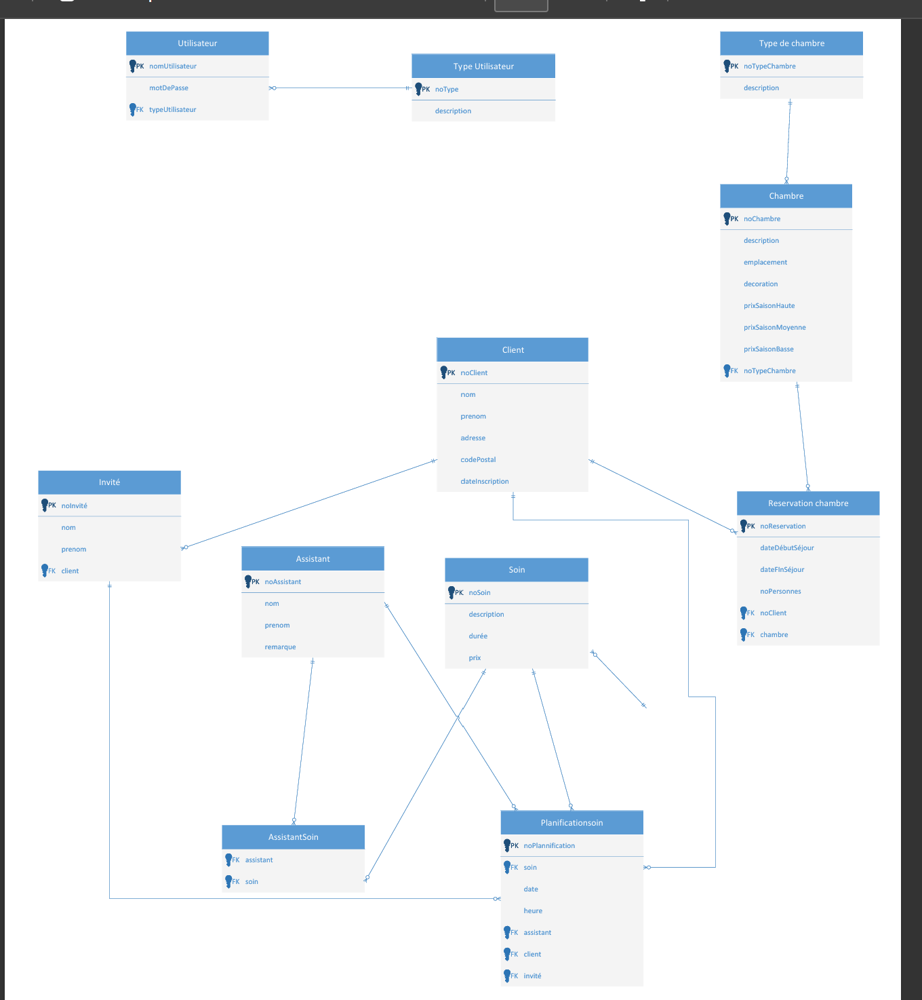 Utilisateur
PK nomUtilisateur
motDePasse
FK typeUtilisateur
Type Utilisateur
PK noType
description
Type de chambre
PK noTypeChambre
description
Chambre
PK noChambre
description
emplacement
decoration
prixSaisonHaute
prixSaisonMoyenne
prixSaisonBasse
FK noTypeChambre
Client
PK noClient
nom
prenom
adresse
codePostal
dateInscription
Invité
PK noInvité
nom
prenom
FK client
Assistant
PK noAssistant
nom
prenom
remarque
Soin
PK noSoin
description
durée
prix
Reservation chambre
PK noReservation
dateDébutSéjour
dateFInSéjour
noPersonnes
FK noClient
FK chambre
AssistantSoin
FK assistant
FK soin
Planificationsoin
PK noPlannification
FK soin
date
heure
FK assistant
FK client
FK invité